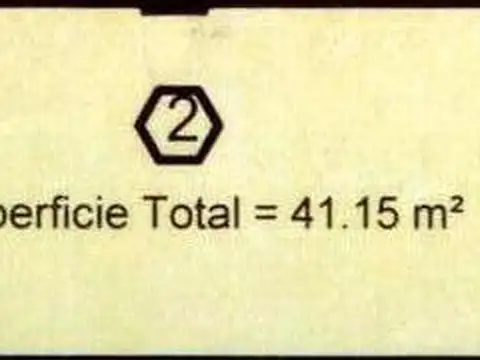 2
perficie Total = 41.15 m²